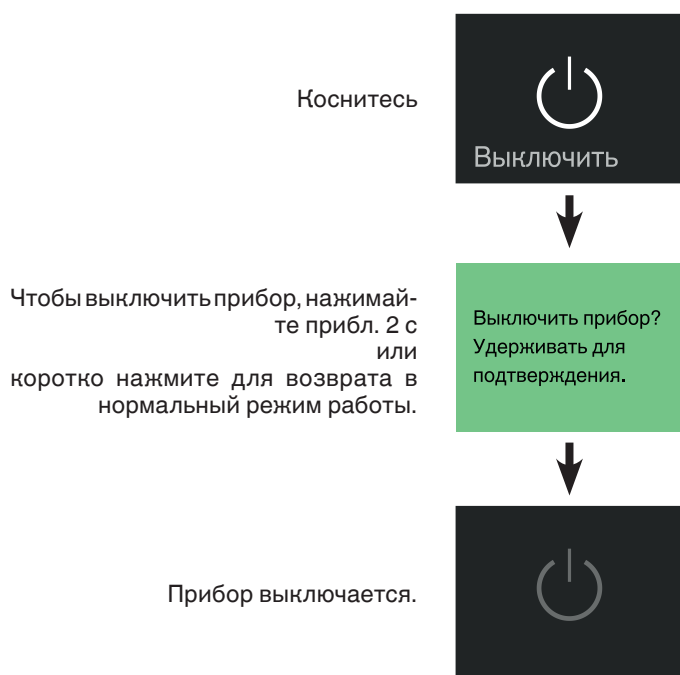 Коснитесь
Выключить
Чтобы выключить прибор, нажимай-
те прибл. 2 с
или
коротко нажмите для возврата в
нормальный режим работы.
Выключить прибор?
Удерживать для
подтверждения.
Прибор выключается.